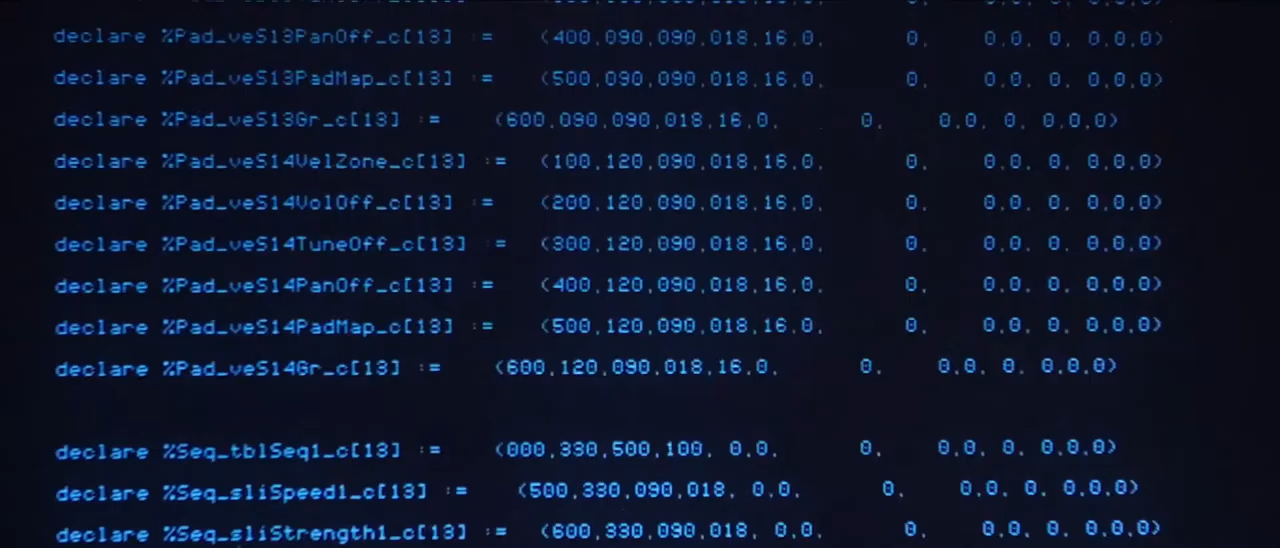 declare %Pad_veS13PanOff_c[13] := (400,090,090,018,16,0, 0, 0,0, 0, 0,0,0)
declare %Pad_veS13PadMap_c[13] := (500,090,090,018,16,0, 0, 0,0, 0, 0,0,0)
declare %Pad_veS13Gr_c[13] := (600,090,090,018,16,0, 0, 0,0, 0, 0,0,0)
declare %Pad_veS14VelZone_c[13] := (100,120,090,018,16,0, 0, 0,0, 0, 0,0,0)
declare %Pad_veS14VolOff_c[13] := (200,120,090,018,16,0, 0, 0,0, 0, 0,0,0)
declare %Pad_veS14TuneOff_c[13] := (300,120,090,018,16,0, 0, 0,0, 0, 0,0,0)
declare %Pad_veS14PanOff_c[13] := (400,120,090,018,16,0, 0, 0,0, 0, 0,0,0)
declare %Pad_veS14PadMap_c[13] := (500,120,090,018,16,0, 0, 0,0, 0, 0,0,0)
declare %Pad_veS14Gr_c[13] := (600,120,090,018,16,0, 0, 0,0, 0, 0,0,0)
declare %Seq_tblSeq1_c[13] := (000,330,500,100, 0,0, 0, 0,0, 0, 0,0,0)
declare %Seq_sliSpeed1_c[13] := (500,330,090,018, 0,0, 0, 0,0, 0, 0,0,0)
declare %Seq_sliStrength1_c[13] := (600,330,090,018, 0,0, 0, 0,0, 0, 0,0,0)